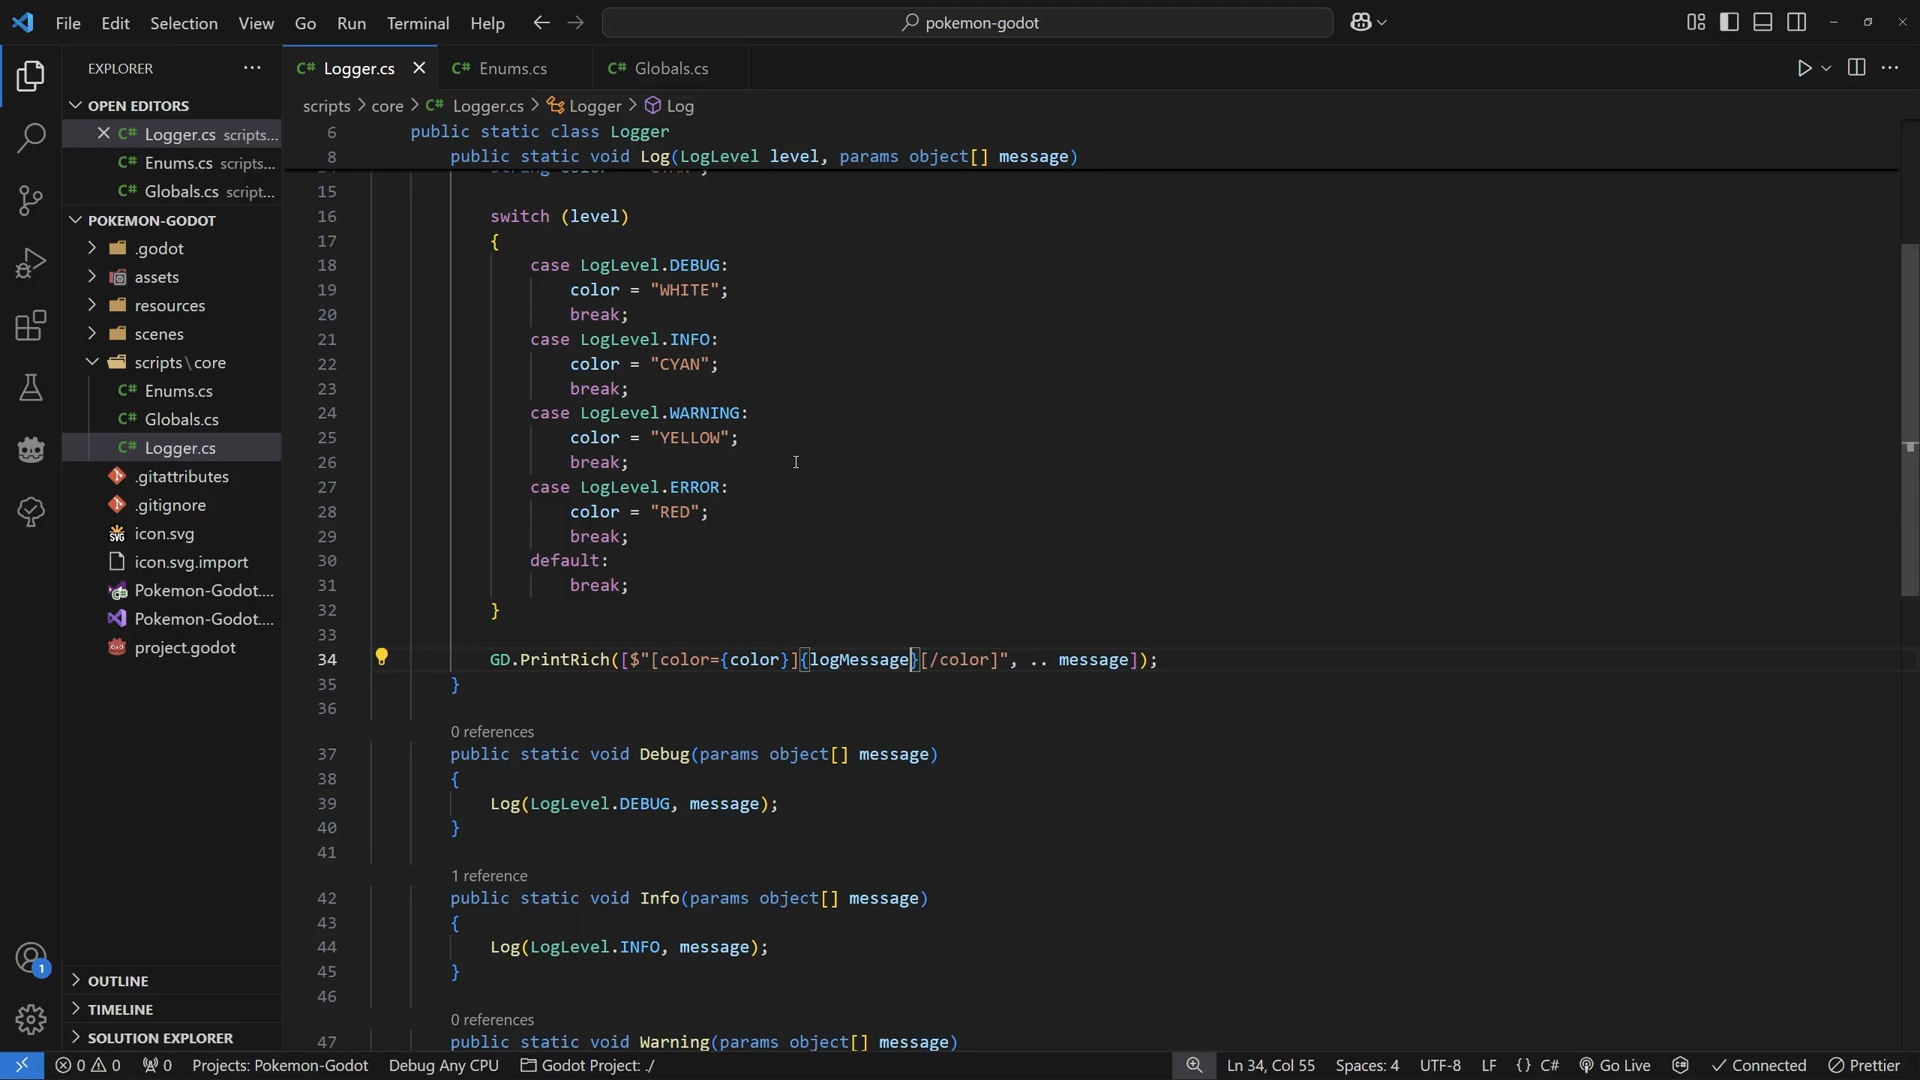 File Edit Selection View Go Run Terminal Help
pokemon-godot
EXPLORER
OPEN EDITORS
Logger.cs scripts...
Enums.cs scripts...
Globals.cs script...
POKEMON-GODOT
.godot
assets
resources
scenes
scripts\core
Enums.cs
Globals.cs
Logger.cs
.gitattributes
.gitignore
icon.svg
icon.svg.import
Pokemon-Godot....
Pokemon-Godot....
project.godot
OUTLINE
TIMELINE
SOLUTION EXPLORER
C# Logger.cs C# Enums.cs C# Globals.cs
scripts > core > C# Logger.cs > Logger > Log
6 public static class Logger
8 public static void Log(LogLevel level, params object[] message)
15
16 switch (level)
17 {
18 case LogLevel.DEBUG:
19 color = "WHITE";
20 break;
21 case LogLevel.INFO:
22 color = "CYAN";
23 break;
24 case LogLevel.WARNING:
25 color = "YELLOW";
26 break;
27 case LogLevel.ERROR:
28 color = "RED";
29 break;
30 default:
31 break;
32 }
33
34 GD.PrintRich([$"[color={color}]{logMessage}[/color]", .. message]);
35 }
36
0 references
37 public static void Debug(params object[] message)
38 {
39 Log(LogLevel.DEBUG, message);
40 }
41
1 reference
42 public static void Info(params object[] message)
43 {
44 Log(LogLevel.INFO, message);
45 }
46
0 references
47 public static void Warning(params object[] message)
1
0 0 0 Projects: Pokemon-Godot Debug Any CPU Godot Project: ./ Ln 34, Col 55 Spaces: 4 UTF-8 LF {} C# Go Live Connected Prettier